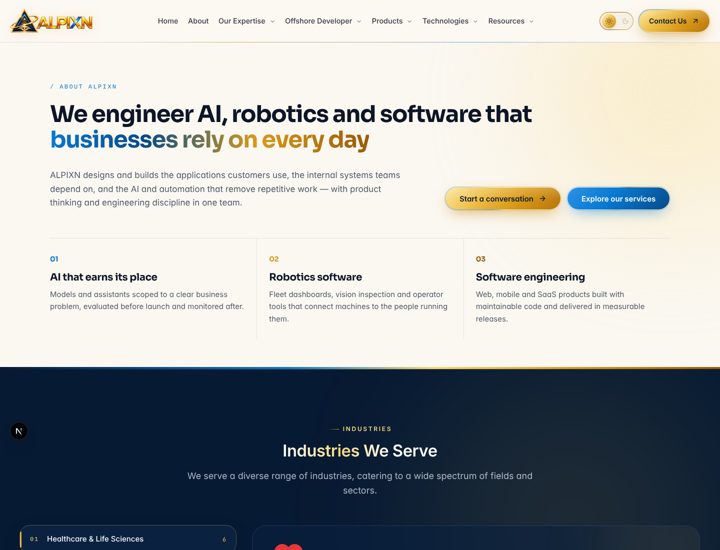 ALPIXN
Home
About
Our Expertise
Offshore Developer
Products
Technologies
Resources
Contact Us
/ ABOUT ALPIXN
We engineer AI, robotics and software that
businesses rely on every day
ALPIXN designs and builds the applications customers use, the internal systems teams
depend on, and the AI and automation that remove repetitive work — with product
thinking and engineering discipline in one team.
Start a conversation →
Explore our services
01
AI that earns its place
Models and assistants scoped to a clear business
problem, evaluated before launch and monitored after.
02
Robotics software
Fleet dashboards, vision inspection and operator
tools that connect machines to the people running
them.
03
Software engineering
Web, mobile and SaaS products built with
maintainable code and delivered in measurable
releases.
N
— INDUSTRIES
Industries We Serve
We serve a diverse range of industries, catering to a wide spectrum of fields and
sectors.
01 Healthcare & Life Sciences 6